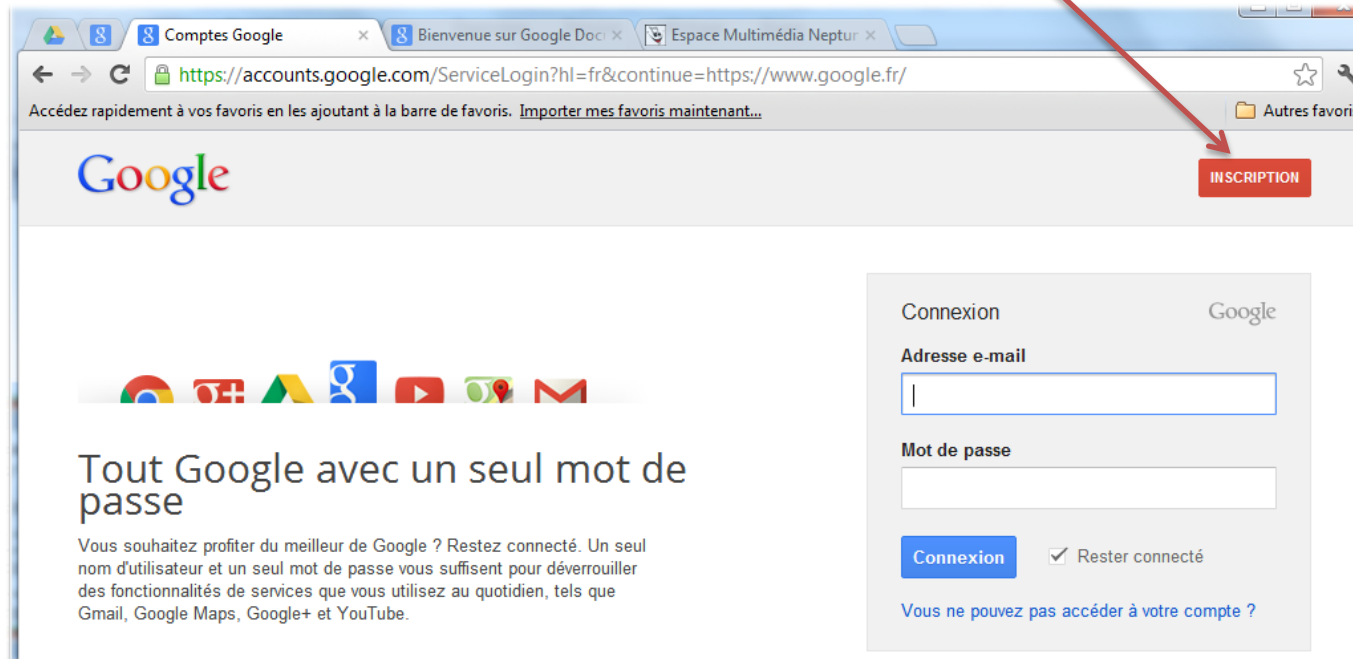 Comptes Google
Bienvenue sur Google Doc
Espace Multimédia Neptun
https://accounts.google.com/ServiceLogin?hl=fr&continue=https://www.google.fr/
Accédez rapidement à vos favoris en les ajoutant à la barre de favoris. Importer mes favoris maintenant...
Autres favoris
Google
INSCRIPTION
Connexion
Google
Adresse e-mail
Mot de passe
Connexion
Rester connecté
Vous ne pouvez pas accéder à votre compte ?
Tout Google avec un seul mot de
passe
Vous souhaitez profiter du meilleur de Google ? Restez connecté. Un seul
nom d'utilisateur et un seul mot de passe vous suffisent pour déverrouiller
des fonctionnalités de services que vous utilisez au quotidien, tels que
Gmail, Google Maps, Google+ et YouTube.